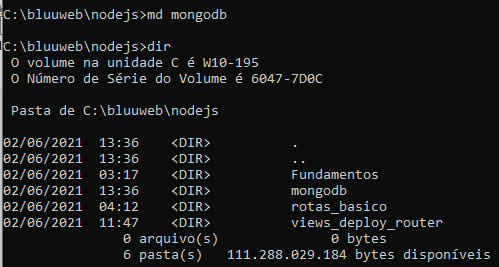 C:\bluuweb\nodejs>md mongodb
C:\bluuweb\nodejs>dir
 O volume na unidade C é W10-195
 O Número de Série do Volume é 6047-7D0C
 Pasta de C:\bluuweb\nodejs
02/06/2021  13:36    <DIR>          .
02/06/2021  13:36    <DIR>          ..
02/06/2021  03:17    <DIR>          Fundamentos
02/06/2021  13:36    <DIR>          mongodb
02/06/2021  04:12    <DIR>          rotas_basico
02/06/2021  11:47    <DIR>          views_deploy_router
               0 arquivo(s)              0 bytes
               6 pasta(s)   111.288.029.184 bytes disponíveis